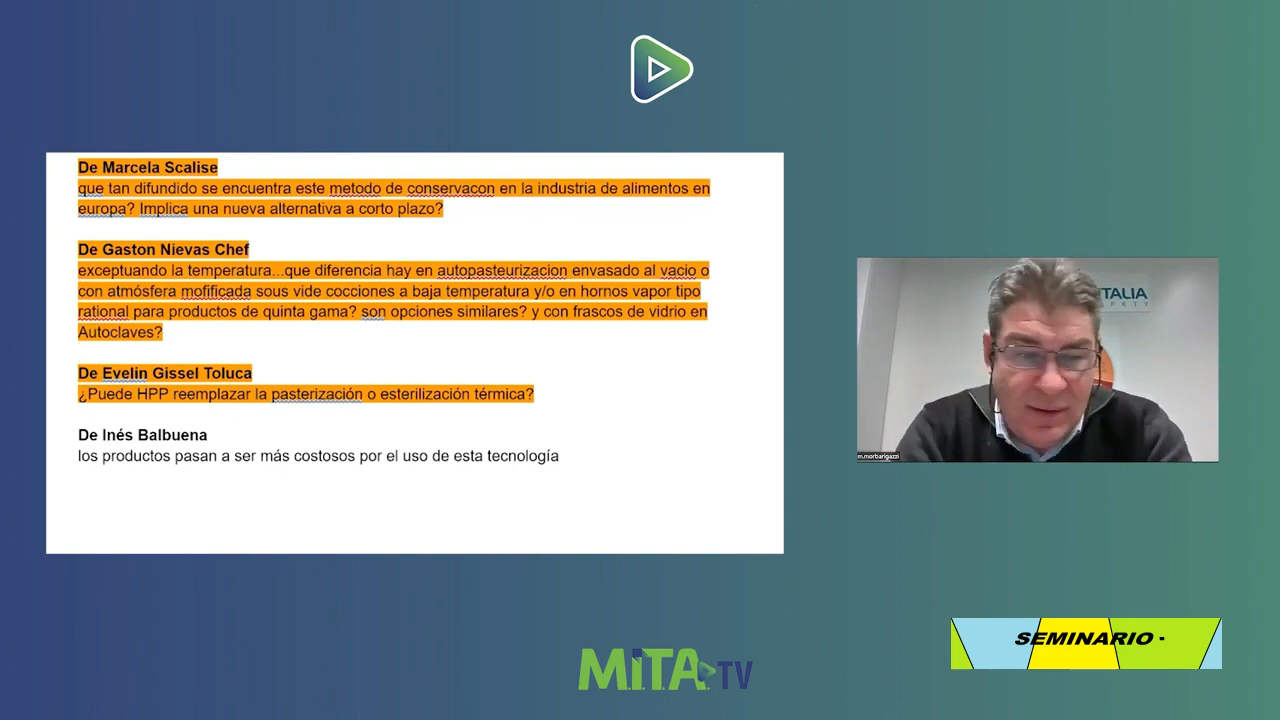 De Marcela Scalise
que tan difundido se encuentra este metodo de conservacon en la industria de alimentos en
europa? Implica una nueva alternativa a corto plazo?
De Gaston Nievas Chef
exceptuando la temperatura...que diferencia hay en autopasteurizacion envasado al vacio o
con atmósfera mofificada sous vide cocciones a baja temperatura y/o en hornos vapor tipo
rational para productos de quinta gama? son opciones similares? y con frascos de vidrio en
Autoclaves?
De Evelin Gissel Toluca
¿Puede HPP reemplazar la pasterización o esterilización térmica?
De Inés Balbuena
los productos pasan a ser más costosos por el uso de esta tecnología
ITALIA
m.morbarigazzi
SEMINARIO -
MiTA TV